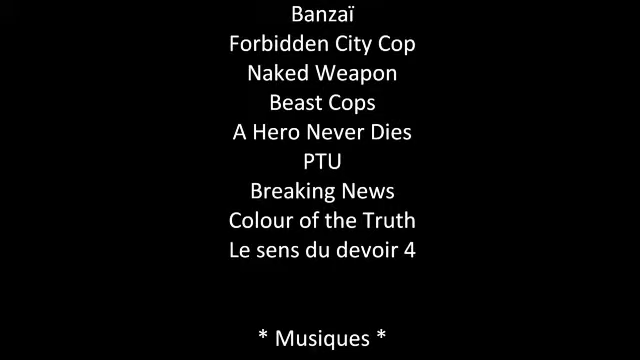 Banzaï
Forbidden City Cop
Naked Weapon
Beast Cops
A Hero Never Dies
PTU
Breaking News
Colour of the Truth
Le sens du devoir 4
* Musiques *